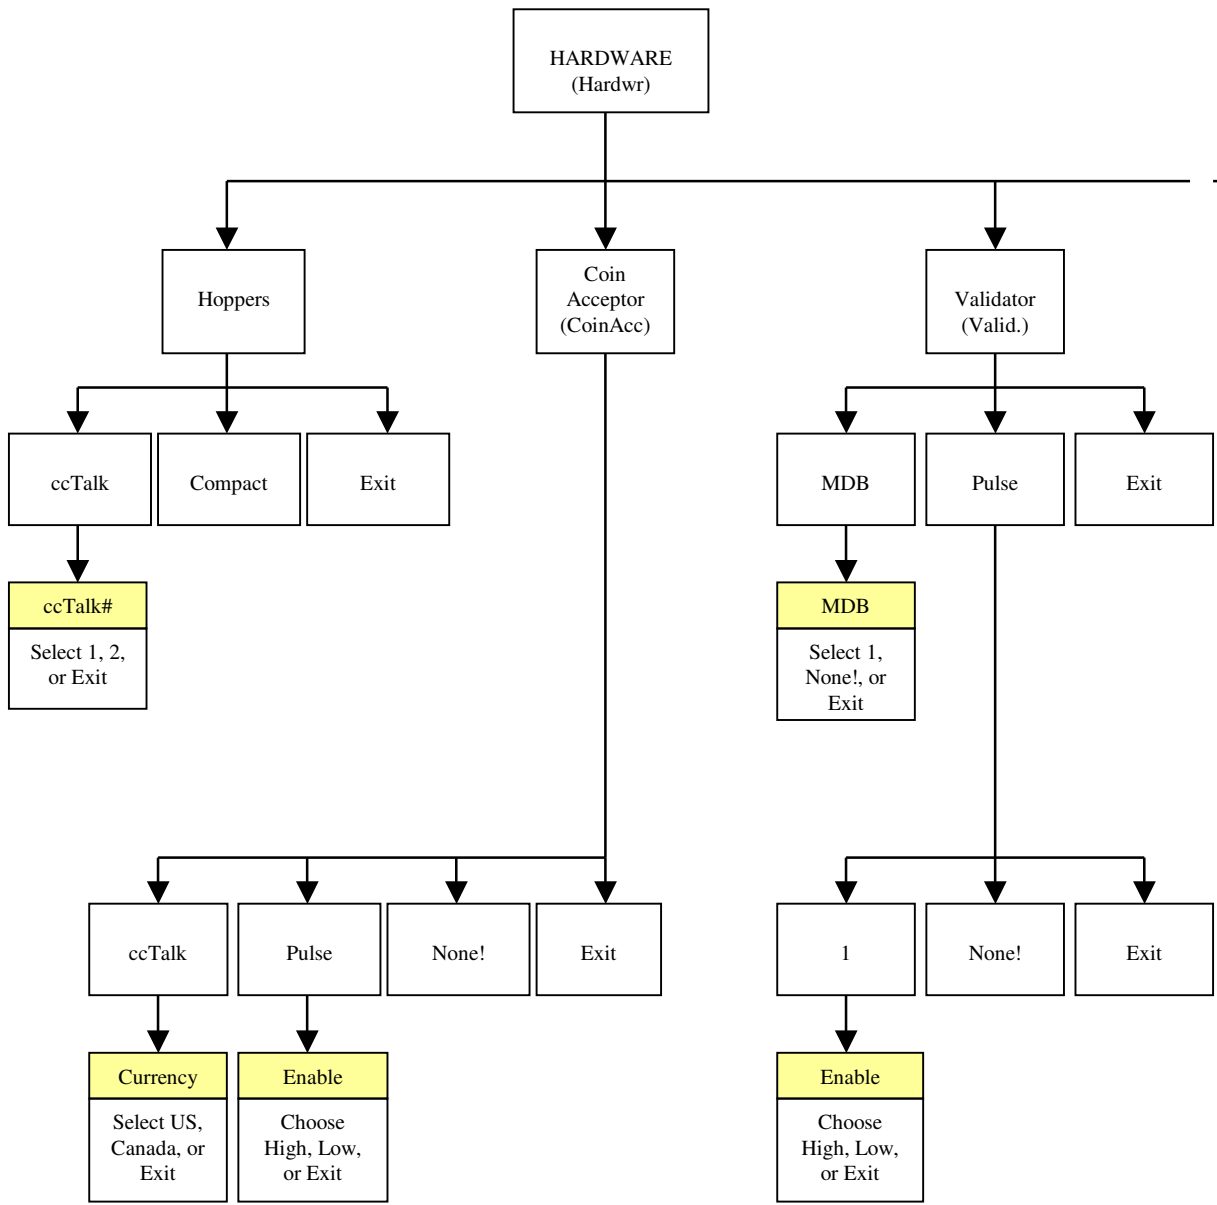 HARDWARE
(Hardwr)
Hoppers
Coin
Acceptor
(CoinAcc)
Validator
(Valid.)
ccTalk
Compact
Exit
MDB
Pulse
Exit
ccTalk#
Select 1, 2,
or Exit
MDB
Select 1,
None!, or
Exit
ccTalk
Pulse
None!
Exit
1
None!
Exit
Currency
Select US,
Canada, or
Exit
Enable
Choose
High, Low,
or Exit
Enable
Choose
High, Low,
or Exit